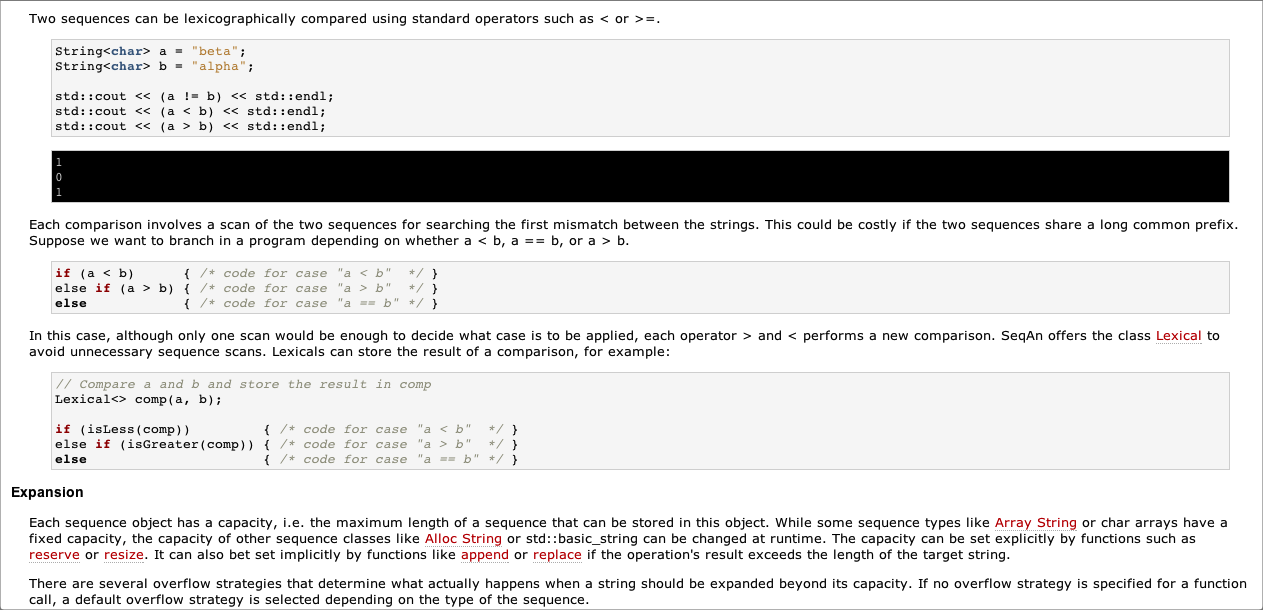 Two sequences can be lexicographically compared using standard operators such as < or >=.
String<char> a = "beta";
String<char> b = "alpha";
std::cout << (a != b) << std::endl;
std::cout << (a < b) << std::endl;
std::cout << (a > b) << std::endl;
1
0
1
Each comparison involves a scan of the two sequences for searching the first mismatch between the strings. This could be costly if the two sequences share a long common prefix.
Suppose we want to branch in a program depending on whether a < b, a == b, or a > b.
if (a < b)      { /* code for case "a < b"  */ }
else if (a > b) { /* code for case "a > b"  */ }
else            { /* code for case "a == b" */ }
In this case, although only one scan would be enough to decide what case is to be applied, each operator > and < performs a new comparison. SeqAn offers the class Lexical to
avoid unnecessary sequence scans. Lexicals can store the result of a comparison, for example:
// Compare a and b and store the result in comp
Lexical<> comp(a, b);
if (isLess(comp))         { /* code for case "a < b"  */ }
else if (isGreater(comp)) { /* code for case "a > b"  */ }
else                      { /* code for case "a == b" */ }
Expansion
Each sequence object has a capacity, i.e. the maximum length of a sequence that can be stored in this object. While some sequence types like Array String or char arrays have a
fixed capacity, the capacity of other sequence classes like Alloc String or std::basic_string can be changed at runtime. The capacity can be set explicitly by functions such as
reserve or resize. It can also bet set implicitly by functions like append or replace if the operation's result exceeds the length of the target string.
There are several overflow strategies that determine what actually happens when a string should be expanded beyond its capacity. If no overflow strategy is specified for a function
call, a default overflow strategy is selected depending on the type of the sequence.